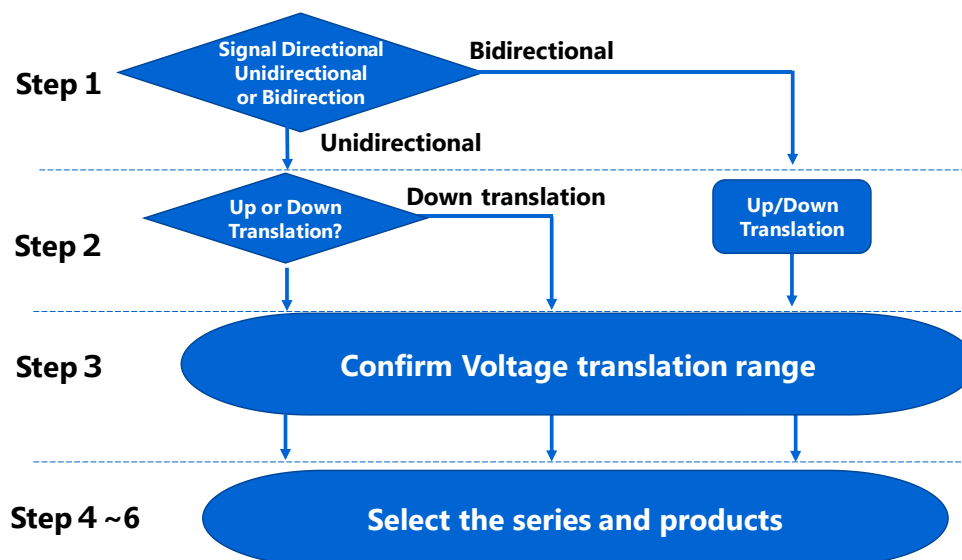 Step 1
Signal Directional
Unidirectional
or Bidirection
Bidirectional
Unidirectional
Step 2
Up or Down
Translation?
Down translation
Up/Down
Translation
Step 3
Confirm Voltage translation range
Step 4 ~6
Select the series and products